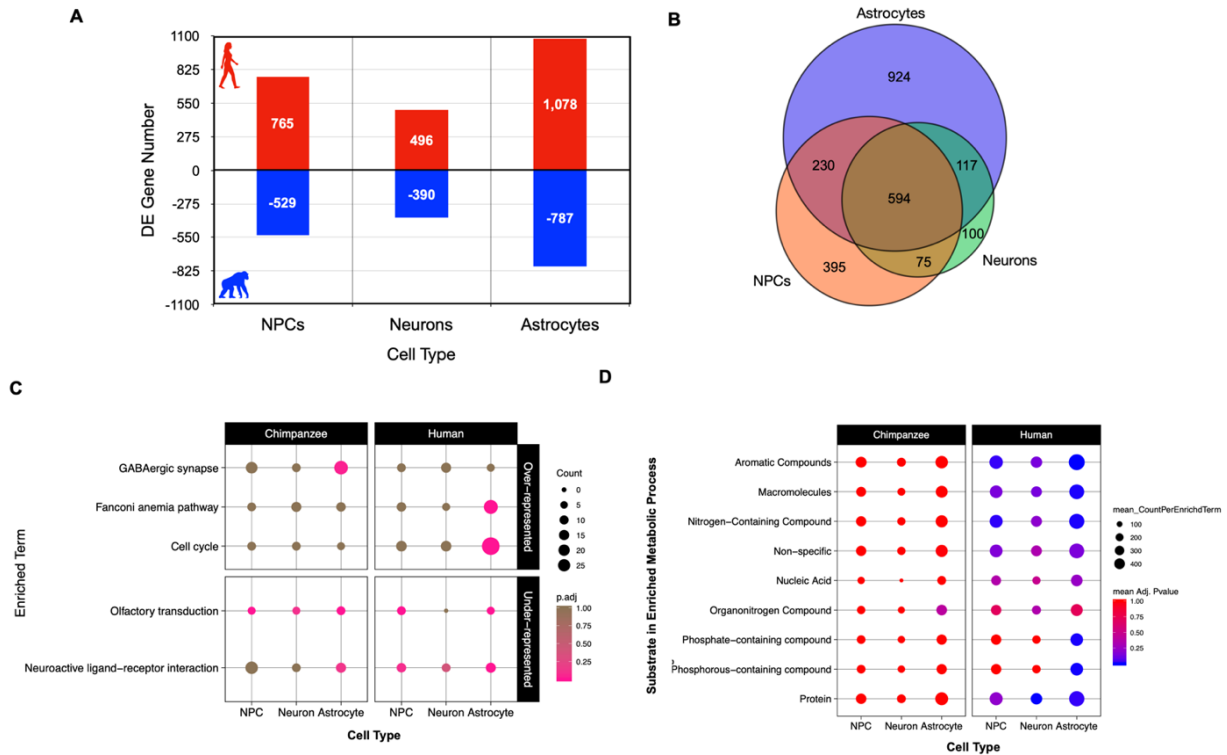 A
1100
825
550
275
0
-275
-550
-825
-1100
DE Gene Number
765
496
1,078
-529
-390
-787
NPCs
Neurons
Astrocytes
Cell Type
B
Astrocytes
924
230
117
594
100
395
75
Neurons
NPCs
C
Chimpanzee
Human
GABAergic synapse
Fanconi anemia pathway
Cell cycle
Olfactory transduction
Neuroactive ligand-receptor interaction
Enriched Term
Over-represented
Under-represented
NPC
Neuron
Astrocyte
NPC
Neuron
Astrocyte
Cell Type
Count
0
5
10
15
20
25
p.adj
1.00
0.75
0.50
0.25
D
Chimpanzee
Human
Aromatic Compounds
Macromolecules
Nitrogen-Containing Compound
Non-specific
Nucleic Acid
Organonitrogen Compound
Phosphate-containing compound
Phosphorous-containing compound
Protein
Substrate in Enriched Metabolic Process
NPC
Neuron
Astrocyte
NPC
Neuron
Astrocyte
Cell Type
mean_CountPerEnrichdTerm
100
200
300
400
mean Adj. Pvalue
1.00
0.75
0.50
0.25